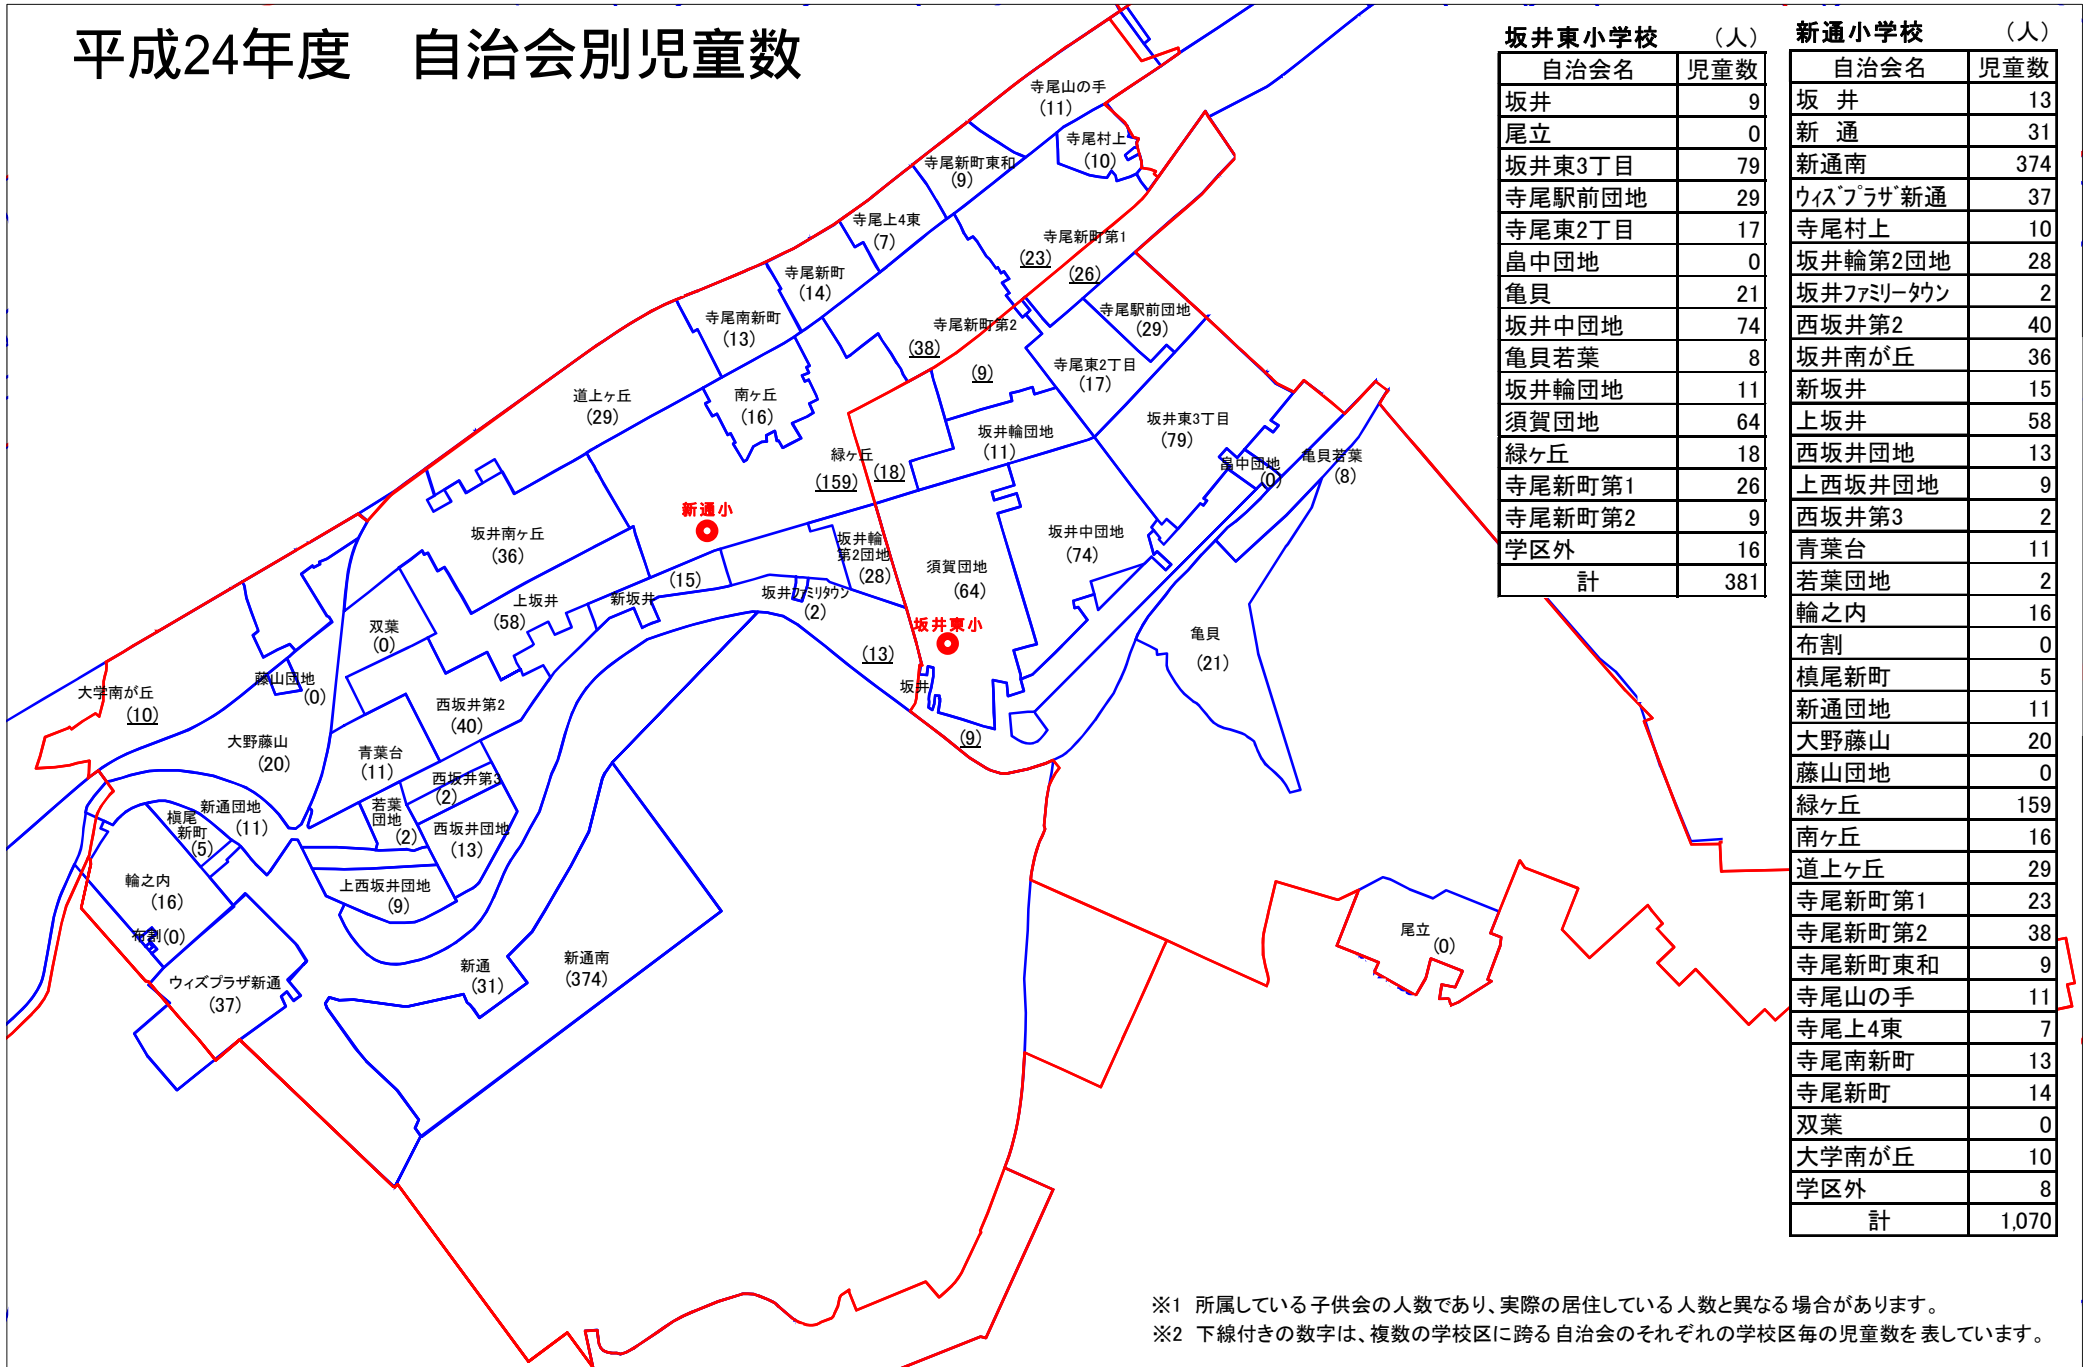 平成24年度　自治会別児童数
坂井東小学校　（人）
自治会名 児童数
坂井 9
尾立 0
坂井東3丁目 79
寺尾駅前団地 29
寺尾東2丁目 17
畠中団地 0
亀貝 21
坂井中団地 74
亀貝若葉 8
坂井輪団地 11
須賀団地 64
緑ヶ丘 18
寺尾新町第1 26
寺尾新町第2 9
学区外 16
計 381
新通小学校　（人）
自治会名 児童数
坂　井 13
新　通 31
新通南 374
ウィズプラザ新通 37
寺尾村上 10
坂井輪第2団地 28
坂井ファミリータウン 2
西坂井第2 40
坂井南が丘 36
新坂井 15
上坂井 58
西坂井団地 13
上西坂井団地 9
西坂井第3 2
青葉台 11
若葉団地 2
輪之内 16
布割 0
槙尾新町 5
新通団地 11
大野藤山 20
藤山団地 0
緑ヶ丘 159
南ヶ丘 16
道上ヶ丘 29
寺尾新町第1 23
寺尾新町第2 38
寺尾新町東和 9
寺尾山の手 11
寺尾上4東 7
寺尾南新町 13
寺尾新町 14
双葉 0
大学南が丘 10
学区外 8
計 1,070
寺尾山の手
(11)
寺尾村上
(10)
寺尾新町東和
(9)
寺尾上4東
(7)
寺尾新町第1
(23)
(26)
寺尾新町
(14)
寺尾南新町
(13)
寺尾駅前団地
(29)
寺尾新町第2
(38)
(9)
寺尾東2丁目
(17)
道上ヶ丘
(29)
南ヶ丘
(16)
坂井東3丁目
(79)
坂井輪団地
(11)
緑ヶ丘
(159)
(18)
畠中団地
(0)
亀貝若葉
(8)
新通小
坂井南ヶ丘
(36)
坂井輪
第2団地
(28)
坂井中団地
(74)
須賀団地
(64)
(15)
新坂井
坂井ファミリタウン
(2)
上坂井
(58)
双葉
(0)
坂井東小
亀貝
(21)
(13)
坂井
(9)
藤山団地
(0)
大学南が丘
(10)
西坂井第2
(40)
大野藤山
(20)
青葉台
(11)
西坂井第3
(2)
若葉
団地
(2)
西坂井団地
(13)
新通団地
(11)
槙尾
新町
(5)
輪之内
(16)
上西坂井団地
(9)
布割(0)
ウィズプラザ新通
(37)
新通
(31)
新通南
(374)
尾立
(0)
※1　所属している子供会の人数であり、実際の居住している人数と異なる場合があります。
※2　下線付きの数字は、複数の学校区に跨る自治会のそれぞれの学校区毎の児童数を表しています。